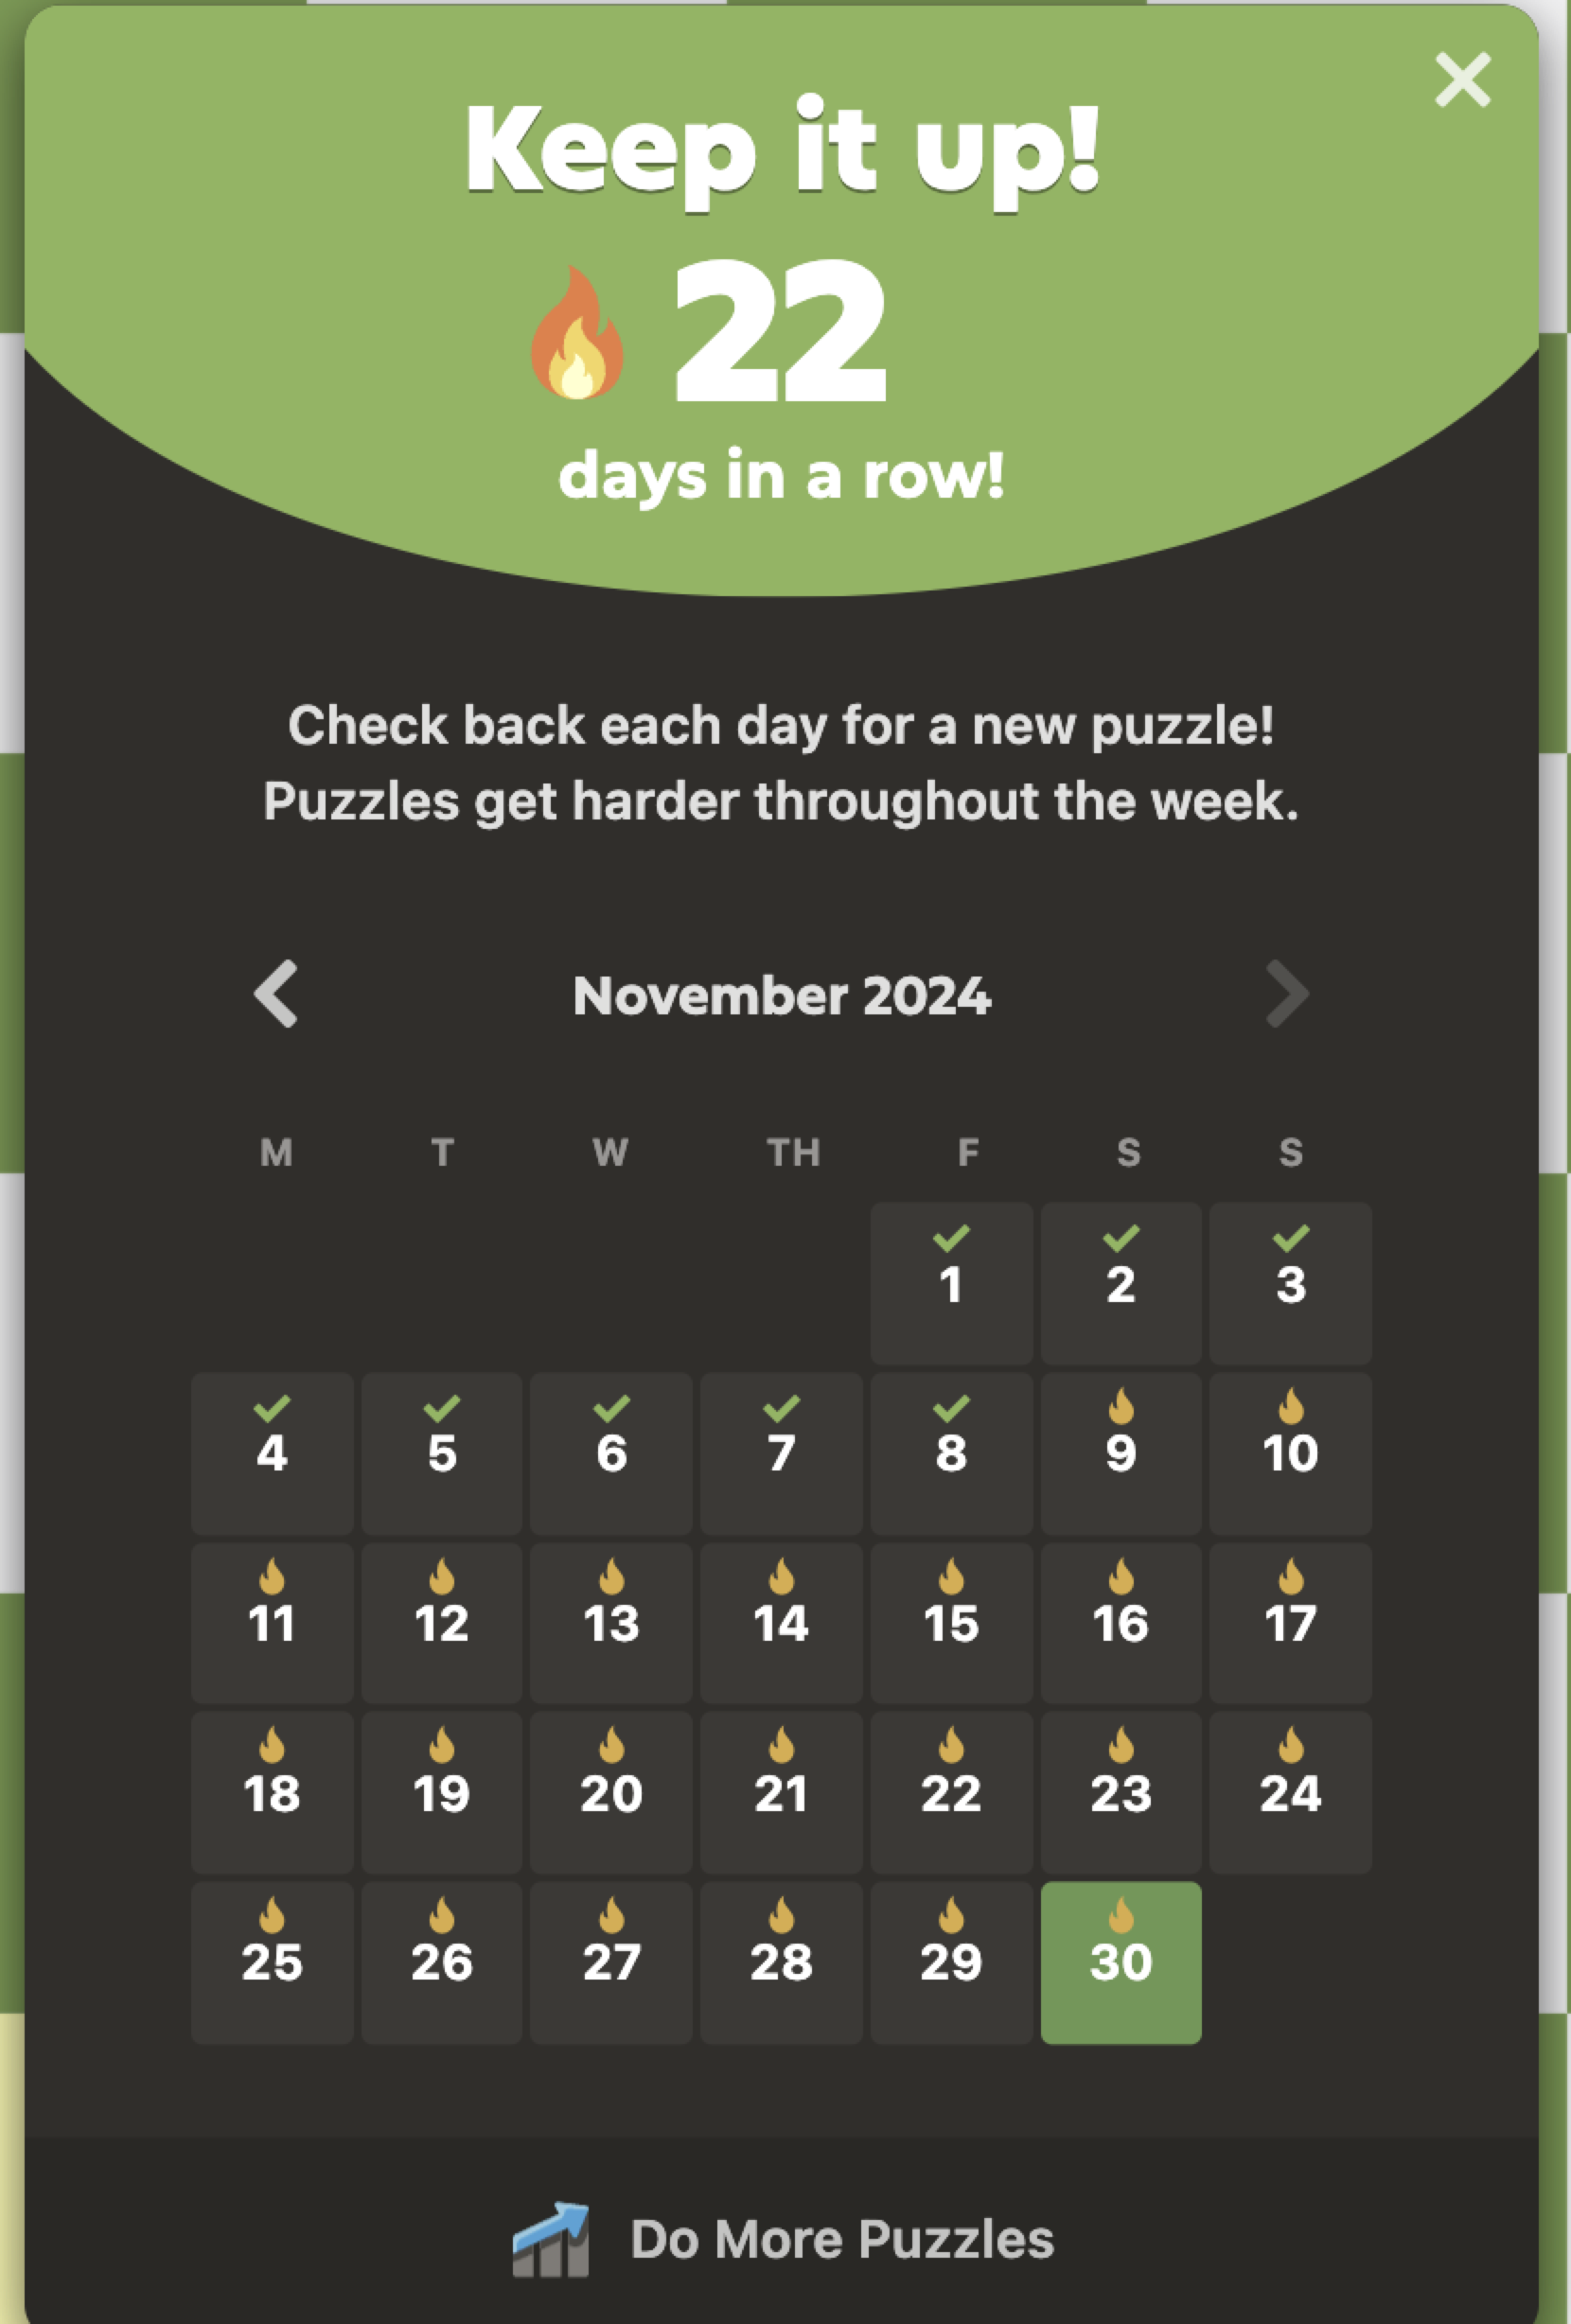 Keep it up!
22
days in a row!
Check back each day for a new puzzle!
Puzzles get harder throughout the week.
November 2024
M T W TH F S S
1 2 3
4 5 6 7 8 9 10
11 12 13 14 15 16 17
18 19 20 21 22 23 24
25 26 27 28 29 30
Do More Puzzles